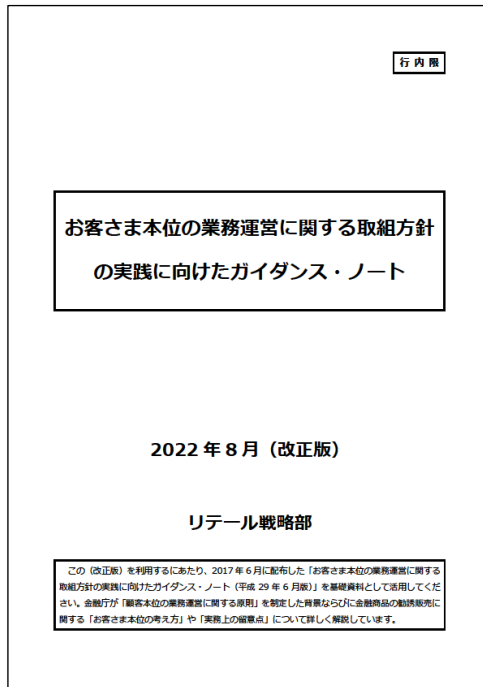 行内限
お客さま本位の業務運営に関する取組方針
の実践に向けたガイダンス・ノート
2022年8月（改正版）
リテール戦略部
この（改正版）を利用するにあたり、2017年6月に配布した「お客さま本位の業務運営に関する
取組方針の実践に向けたガイダンス・ノート（平成29年6月版）」を基礎資料として活用してくだ
さい。金融庁が「顧客本位の業務運営に関する原則」を制定した背景ならびに金融商品の勧誘販売に
関する「お客さま本位の考え方」や「実務上の留意点」について詳しく解説しています。